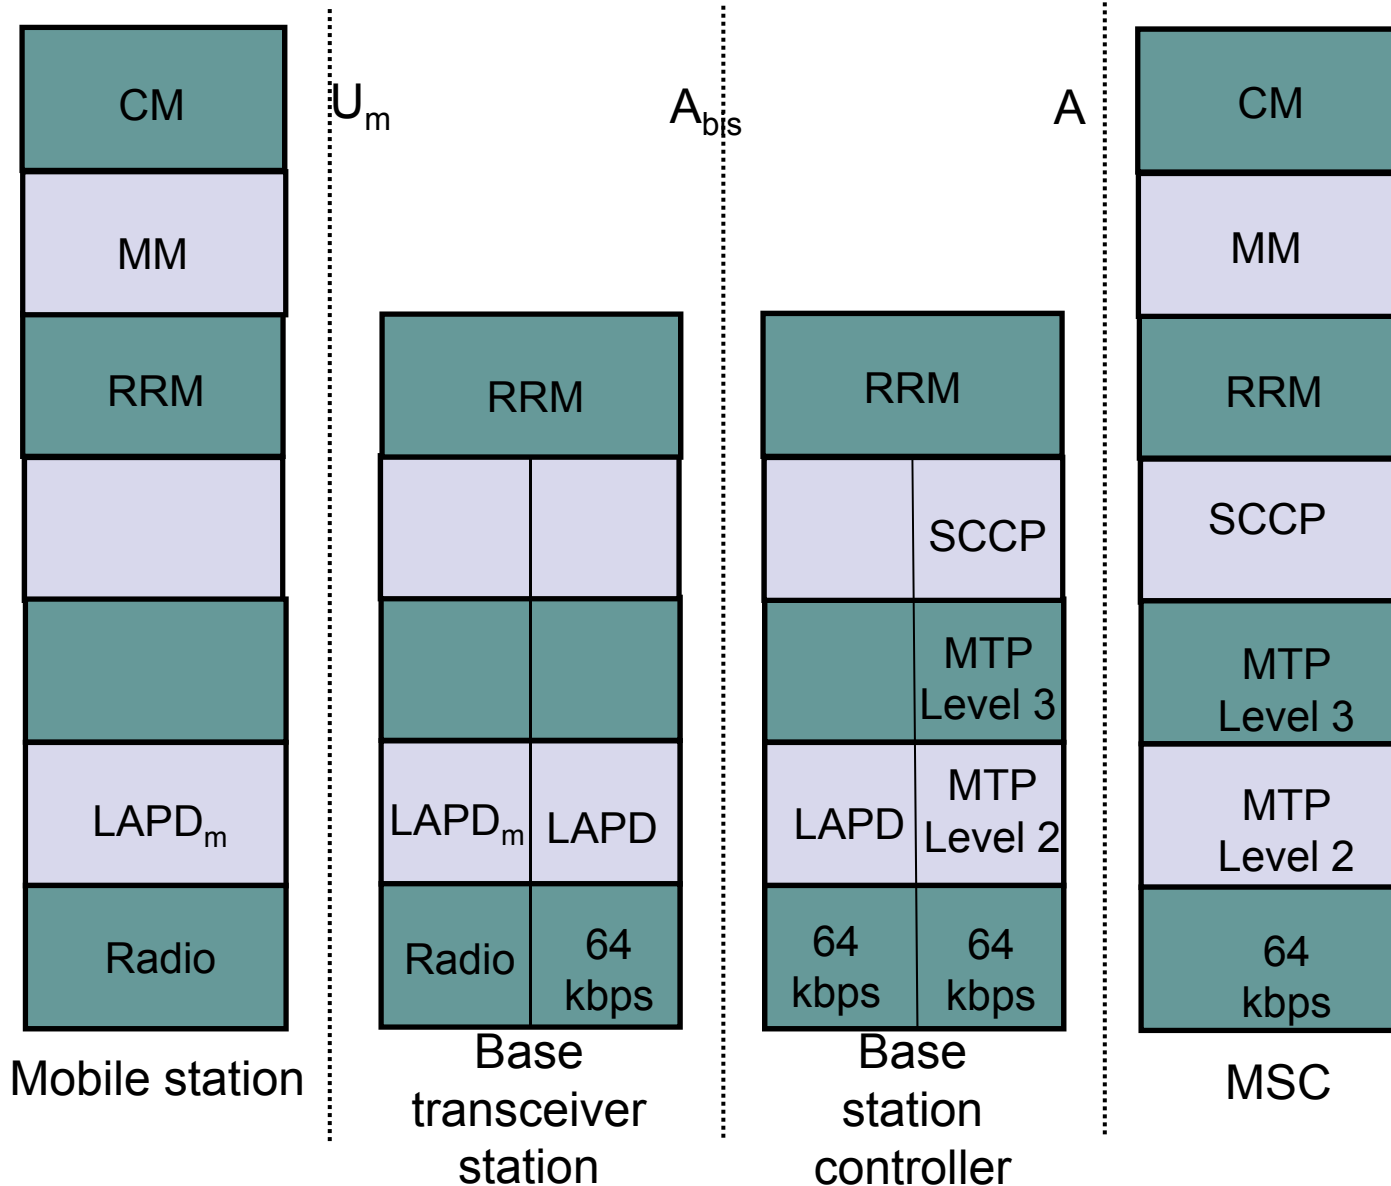 CM
MM
RRM
LAPDm
Radio
Mobile station
Um
Abis
A
RRM
LAPDm
LAPD
Radio
64
kbps
Base
transceiver
station
RRM
SCCP
MTP
Level 3
LAPD
MTP
Level 2
64
kbps
64
kbps
Base
station
controller
CM
MM
RRM
SCCP
MTP
Level 3
MTP
Level 2
64
kbps
MSC